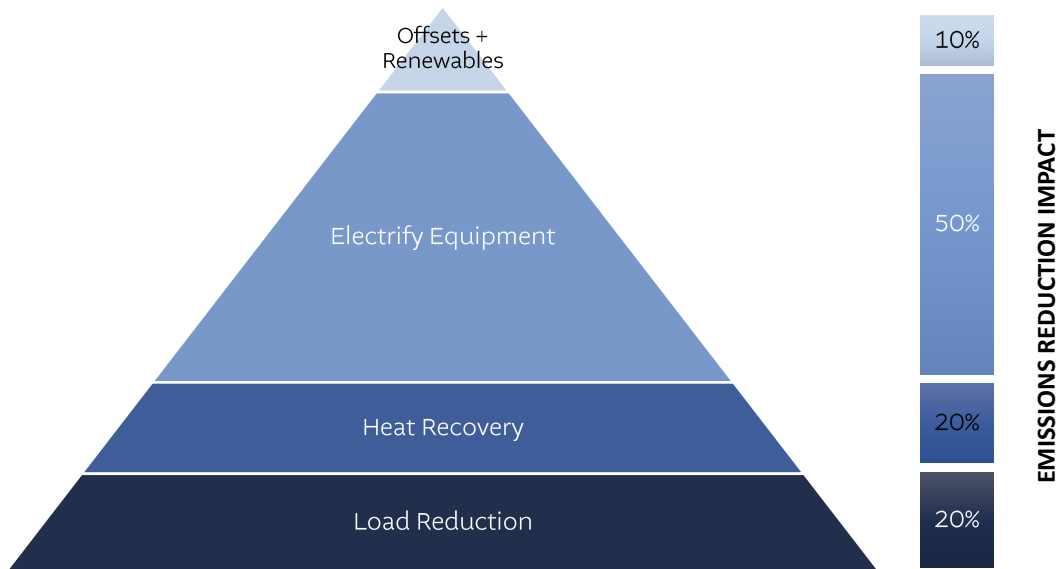 Offsets +
Renewables
Electrify Equipment
Heat Recovery
Load Reduction
10%
50%
20%
20%
EMISSIONS REDUCTION IMPACT